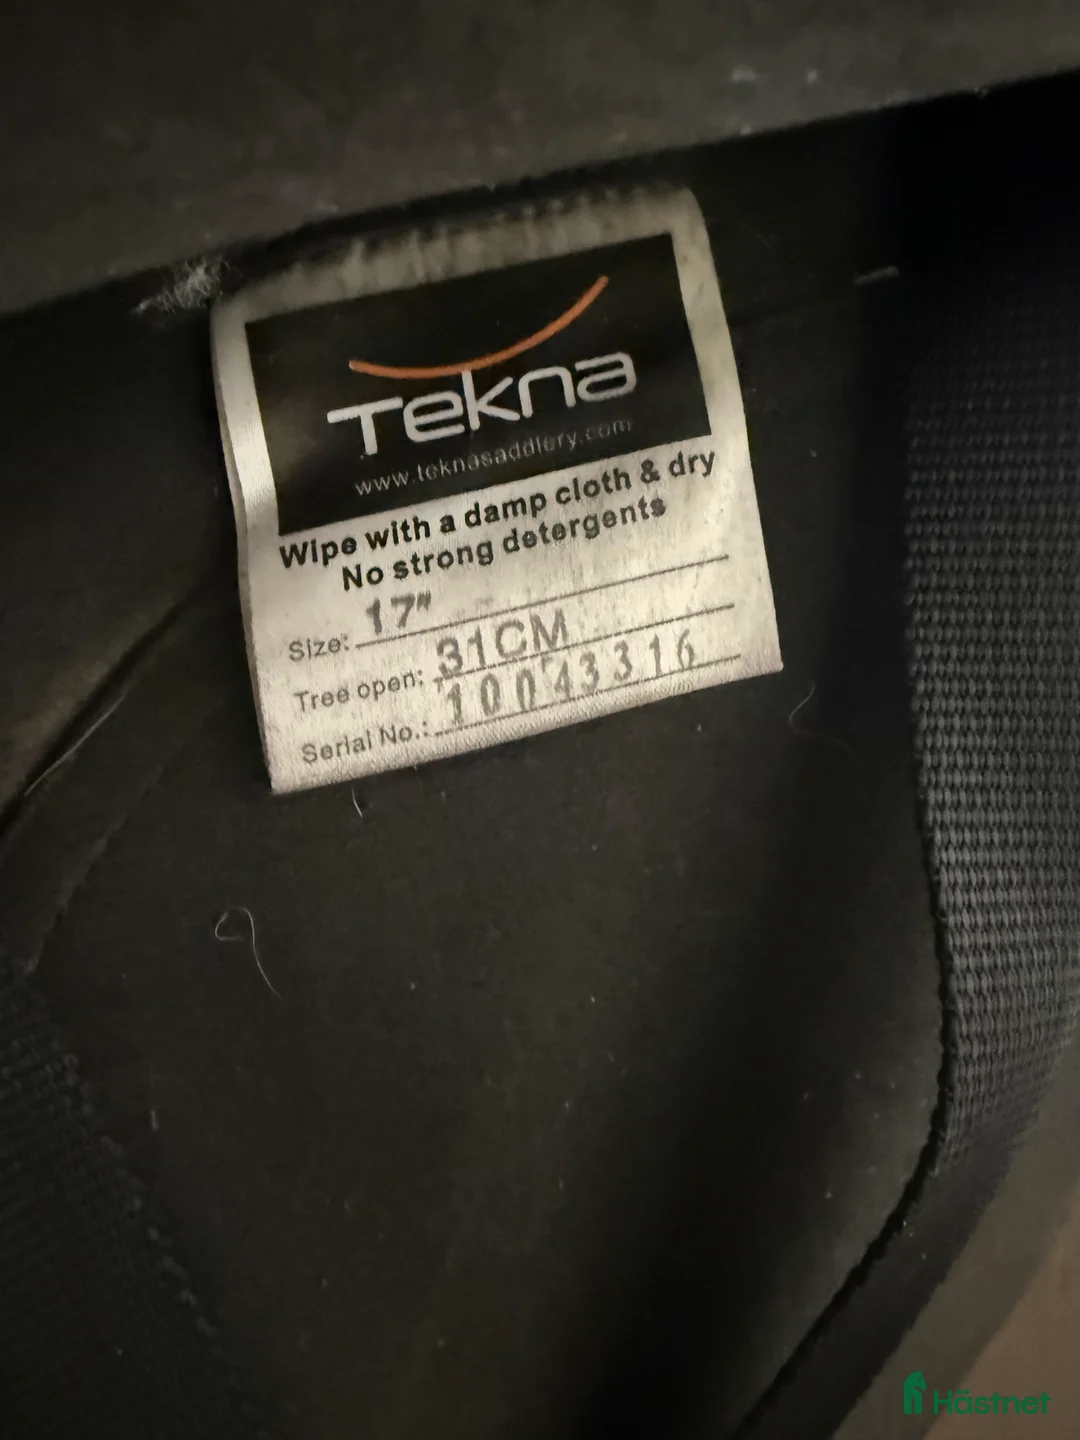 Tekna
www.teknasaddlery.com
Wipe with a damp cloth & dry
No strong detergents
Size: 17"
Tree open: 31CM
Serial No.: 10043316
Hästnet